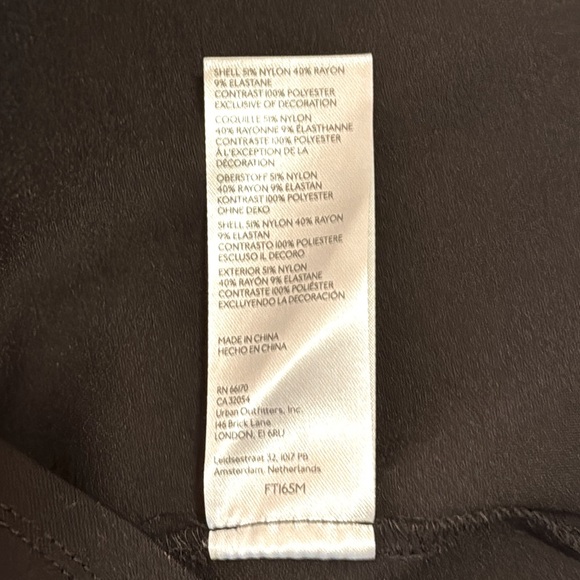 SHELL 51% NYLON 40% RAYON
9% ELASTANE
CONTRAST 100% POLYESTER
EXCLUSIVE OF DECORATION
COQUILLE 51% NYLON
40% RAYONNE 9% ÉLASTHANNE
CONTRASTE 100% POLYESTER
À L'EXCEPTION DE LA
DÉCORATION
OBERSTOFF 51% NYLON
40% RAYON 9% ELASTAN
KONTRAST 100% POLYESTER
OHNE DEKO
SHELL 51% NYLON 40% RAYON
9% ELASTAN
CONTRASTO 100% POLIESTERE
ESCLUSO IL DECORO
EXTERIOR 51% NYLON
40% RAYÓN 9% ELASTANE
CONTRASTE 100% POLIÉSTER
EXCLUYENDO LA DECORACIÓN
MADE IN CHINA
HECHO EN CHINA
RN 66170
CA 32054
Urban Outfitters, Inc.
146 Brick Lane
LONDON, E1 6RU
Leidsestraat 32, 1017 PB
Amsterdam, Netherlands
FT165M